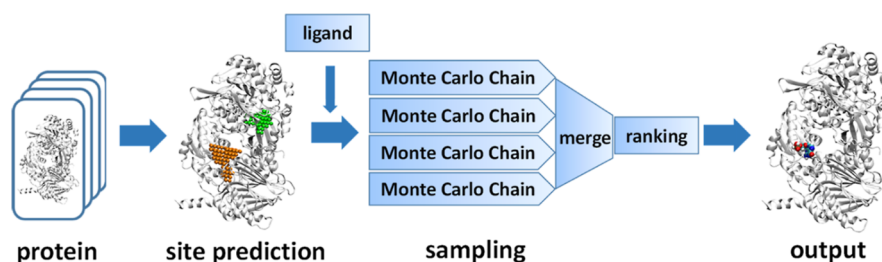 ligand
Monte Carlo Chain
Monte Carlo Chain
Monte Carlo Chain
Monte Carlo Chain
merge
ranking
protein
site prediction
sampling
output